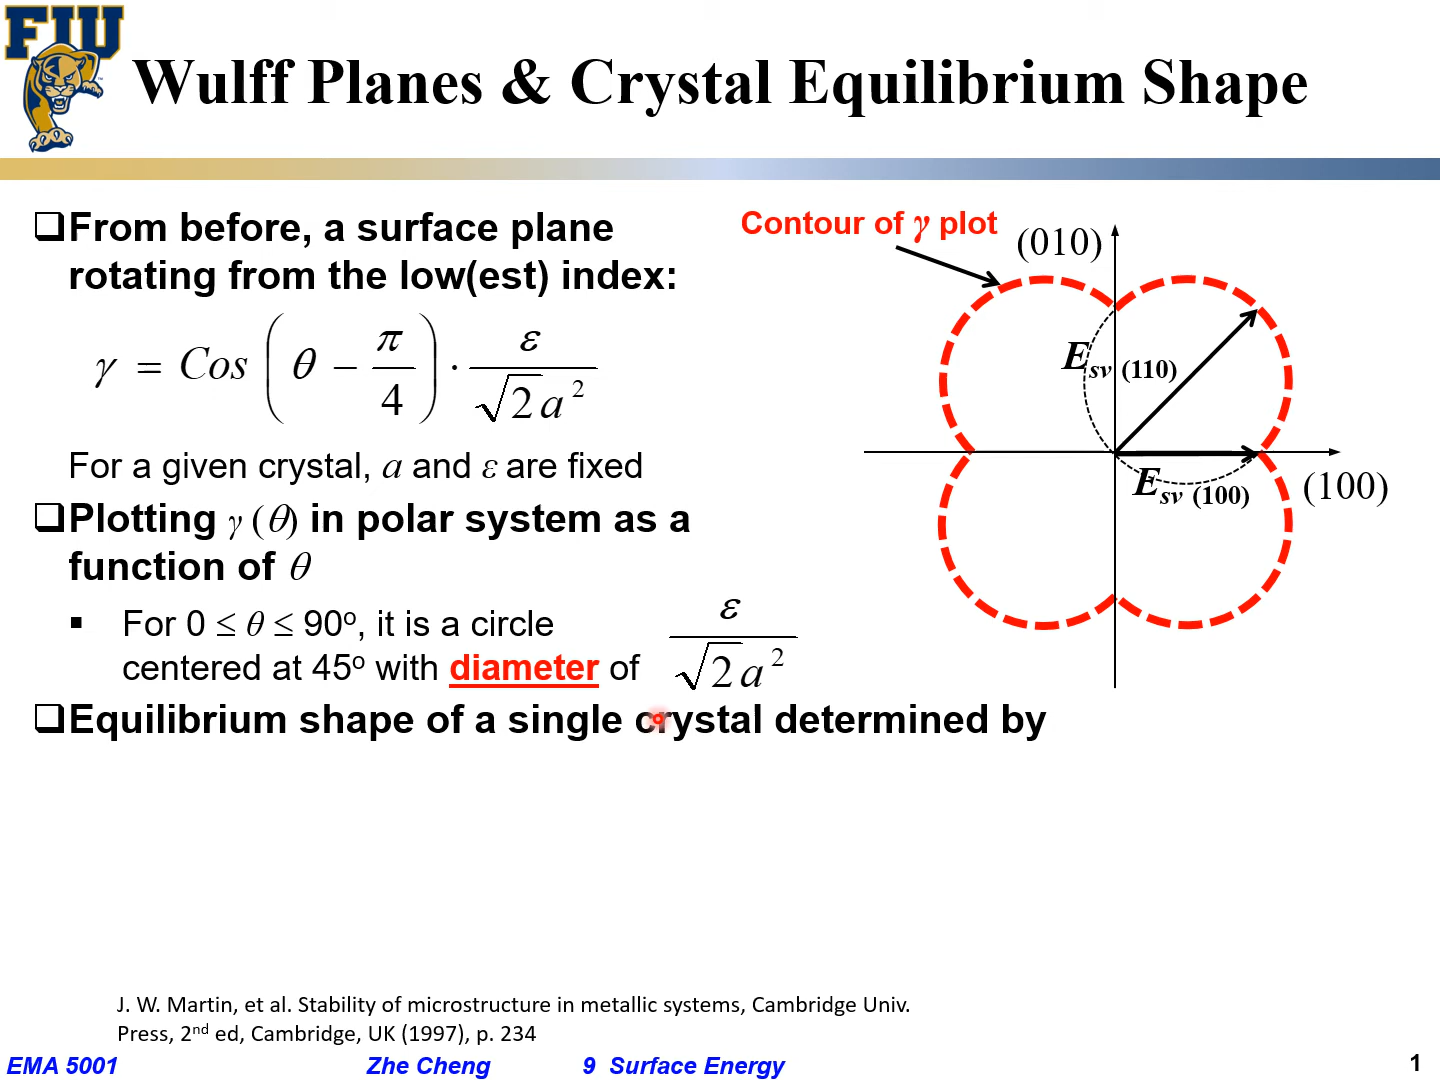 FIU
Wulff Planes & Crystal Equilibrium Shape
❑From before, a surface plane
rotating from the low(est) index:
γ = Cos ( θ − π/4 ) · ε/(√2 a²)
For a given crystal, a and ε are fixed
❑Plotting γ (θ) in polar system as a
function of θ
▪ For 0 ≤ θ ≤ 90º, it is a circle
centered at 45º with diameter of ε/(√2 a²)
❑Equilibrium shape of a single crystal determined by
Contour of γ plot
(010)
E_sv (110)
E_sv (100)
(100)
J. W. Martin, et al. Stability of microstructure in metallic systems, Cambridge Univ.
Press, 2nd ed, Cambridge, UK (1997), p. 234
EMA 5001 Zhe Cheng 9 Surface Energy 1